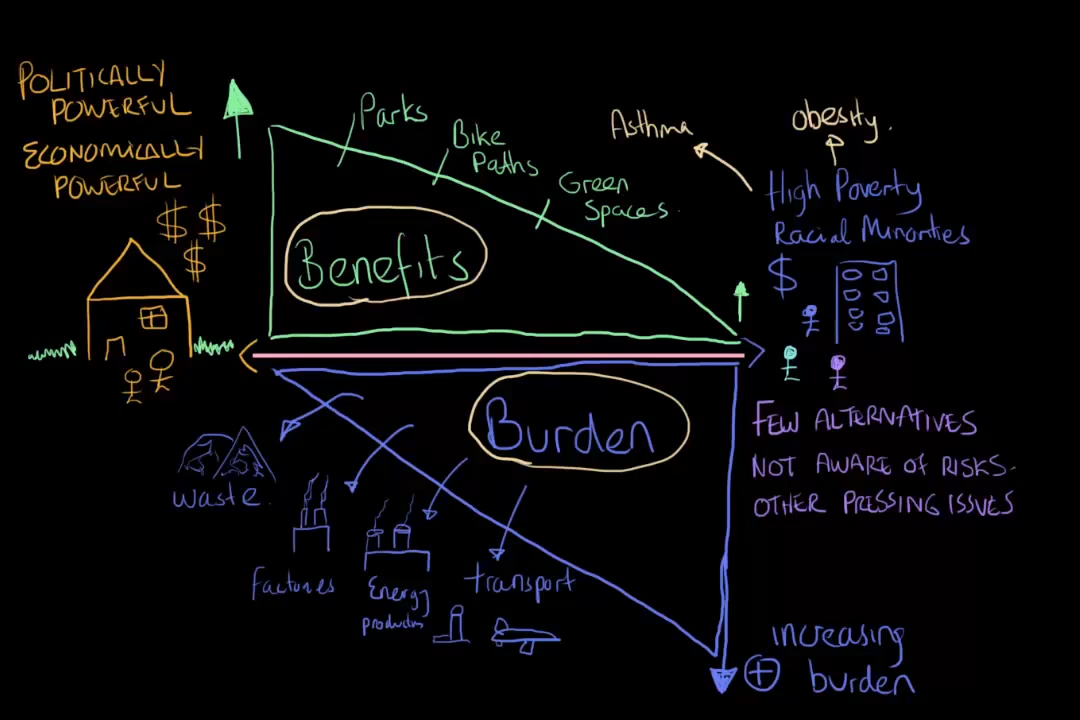 POLITICALLY
POWERFUL
ECONOMICALLY
POWERFUL
$ $
$
Parks
Bike
Paths
Green
Spaces.
Benefits
Asthma
obesity.
High Poverty
Racial Minorities
$
Burden
FEW ALTERNATIVES
NOT AWARE OF RISKS.
OTHER PRESSING ISSUES
waste.
Factories
Energy
production
transport
increasing
+ burden